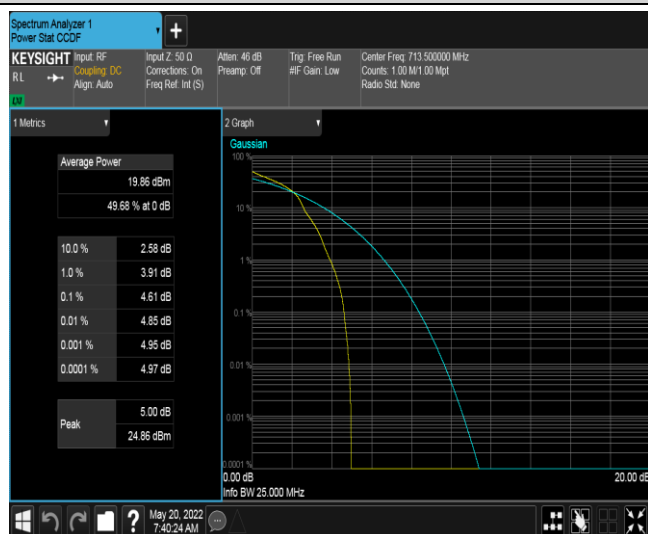 Spectrum Analyzer 1
Power Stat CCDF
KEYSIGHT
RL
LXI
Input: RF
Coupling: DC
Align: Auto
Input Z: 50 Ω
Corrections: On
Freq Ref: Int (S)
Atten: 46 dB
Preamp: Off
Trig: Free Run
#IF Gain: Low
Center Freq: 713.500000 MHz
Counts: 1.00 M/1.00 Mpt
Radio Std: None
1 Metrics
Average Power
19.86 dBm
49.68 % at 0 dB
10.0 % 2.58 dB
1.0 % 3.91 dB
0.1 % 4.61 dB
0.01 % 4.85 dB
0.001 % 4.95 dB
0.0001 % 4.97 dB
Peak 5.00 dB
24.86 dBm
2 Graph
Gaussian
100 %
10 %
1 %
0.1 %
0.01 %
0.001 %
0.0001 %
0.00 dB 20.00 dB
Info BW 25.000 MHz
?
May 20, 2022
7:40:24 AM